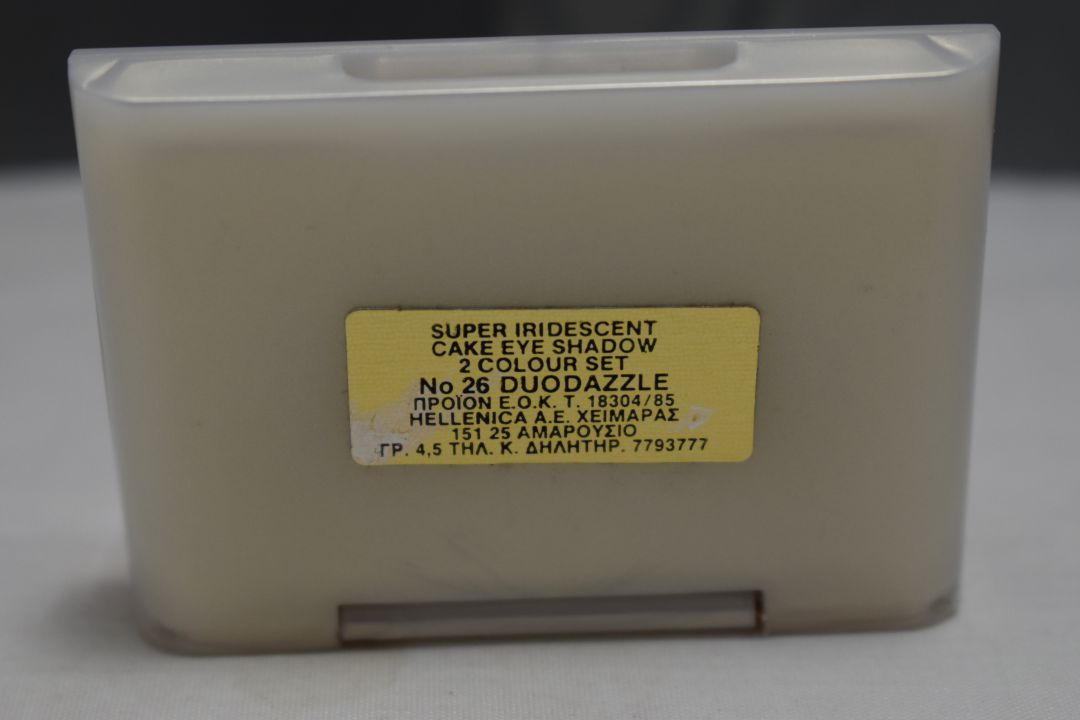 SUPER IRIDESCENT
CAKE EYE SHADOW
2 COLOUR SET
No 26 DUODAZZLE
ΠΡΟΪΟΝ Ε.Ο.Κ. Τ. 18304/85
HELLENICA A.E. ΧΕΙΜΑΡΑΣ
151 25 ΑΜΑΡΟΥΣΙΟ
ΓΡ. 4,5 ΤΗΛ. Κ. ΔΗΛΗΤΗΡ. 7793777